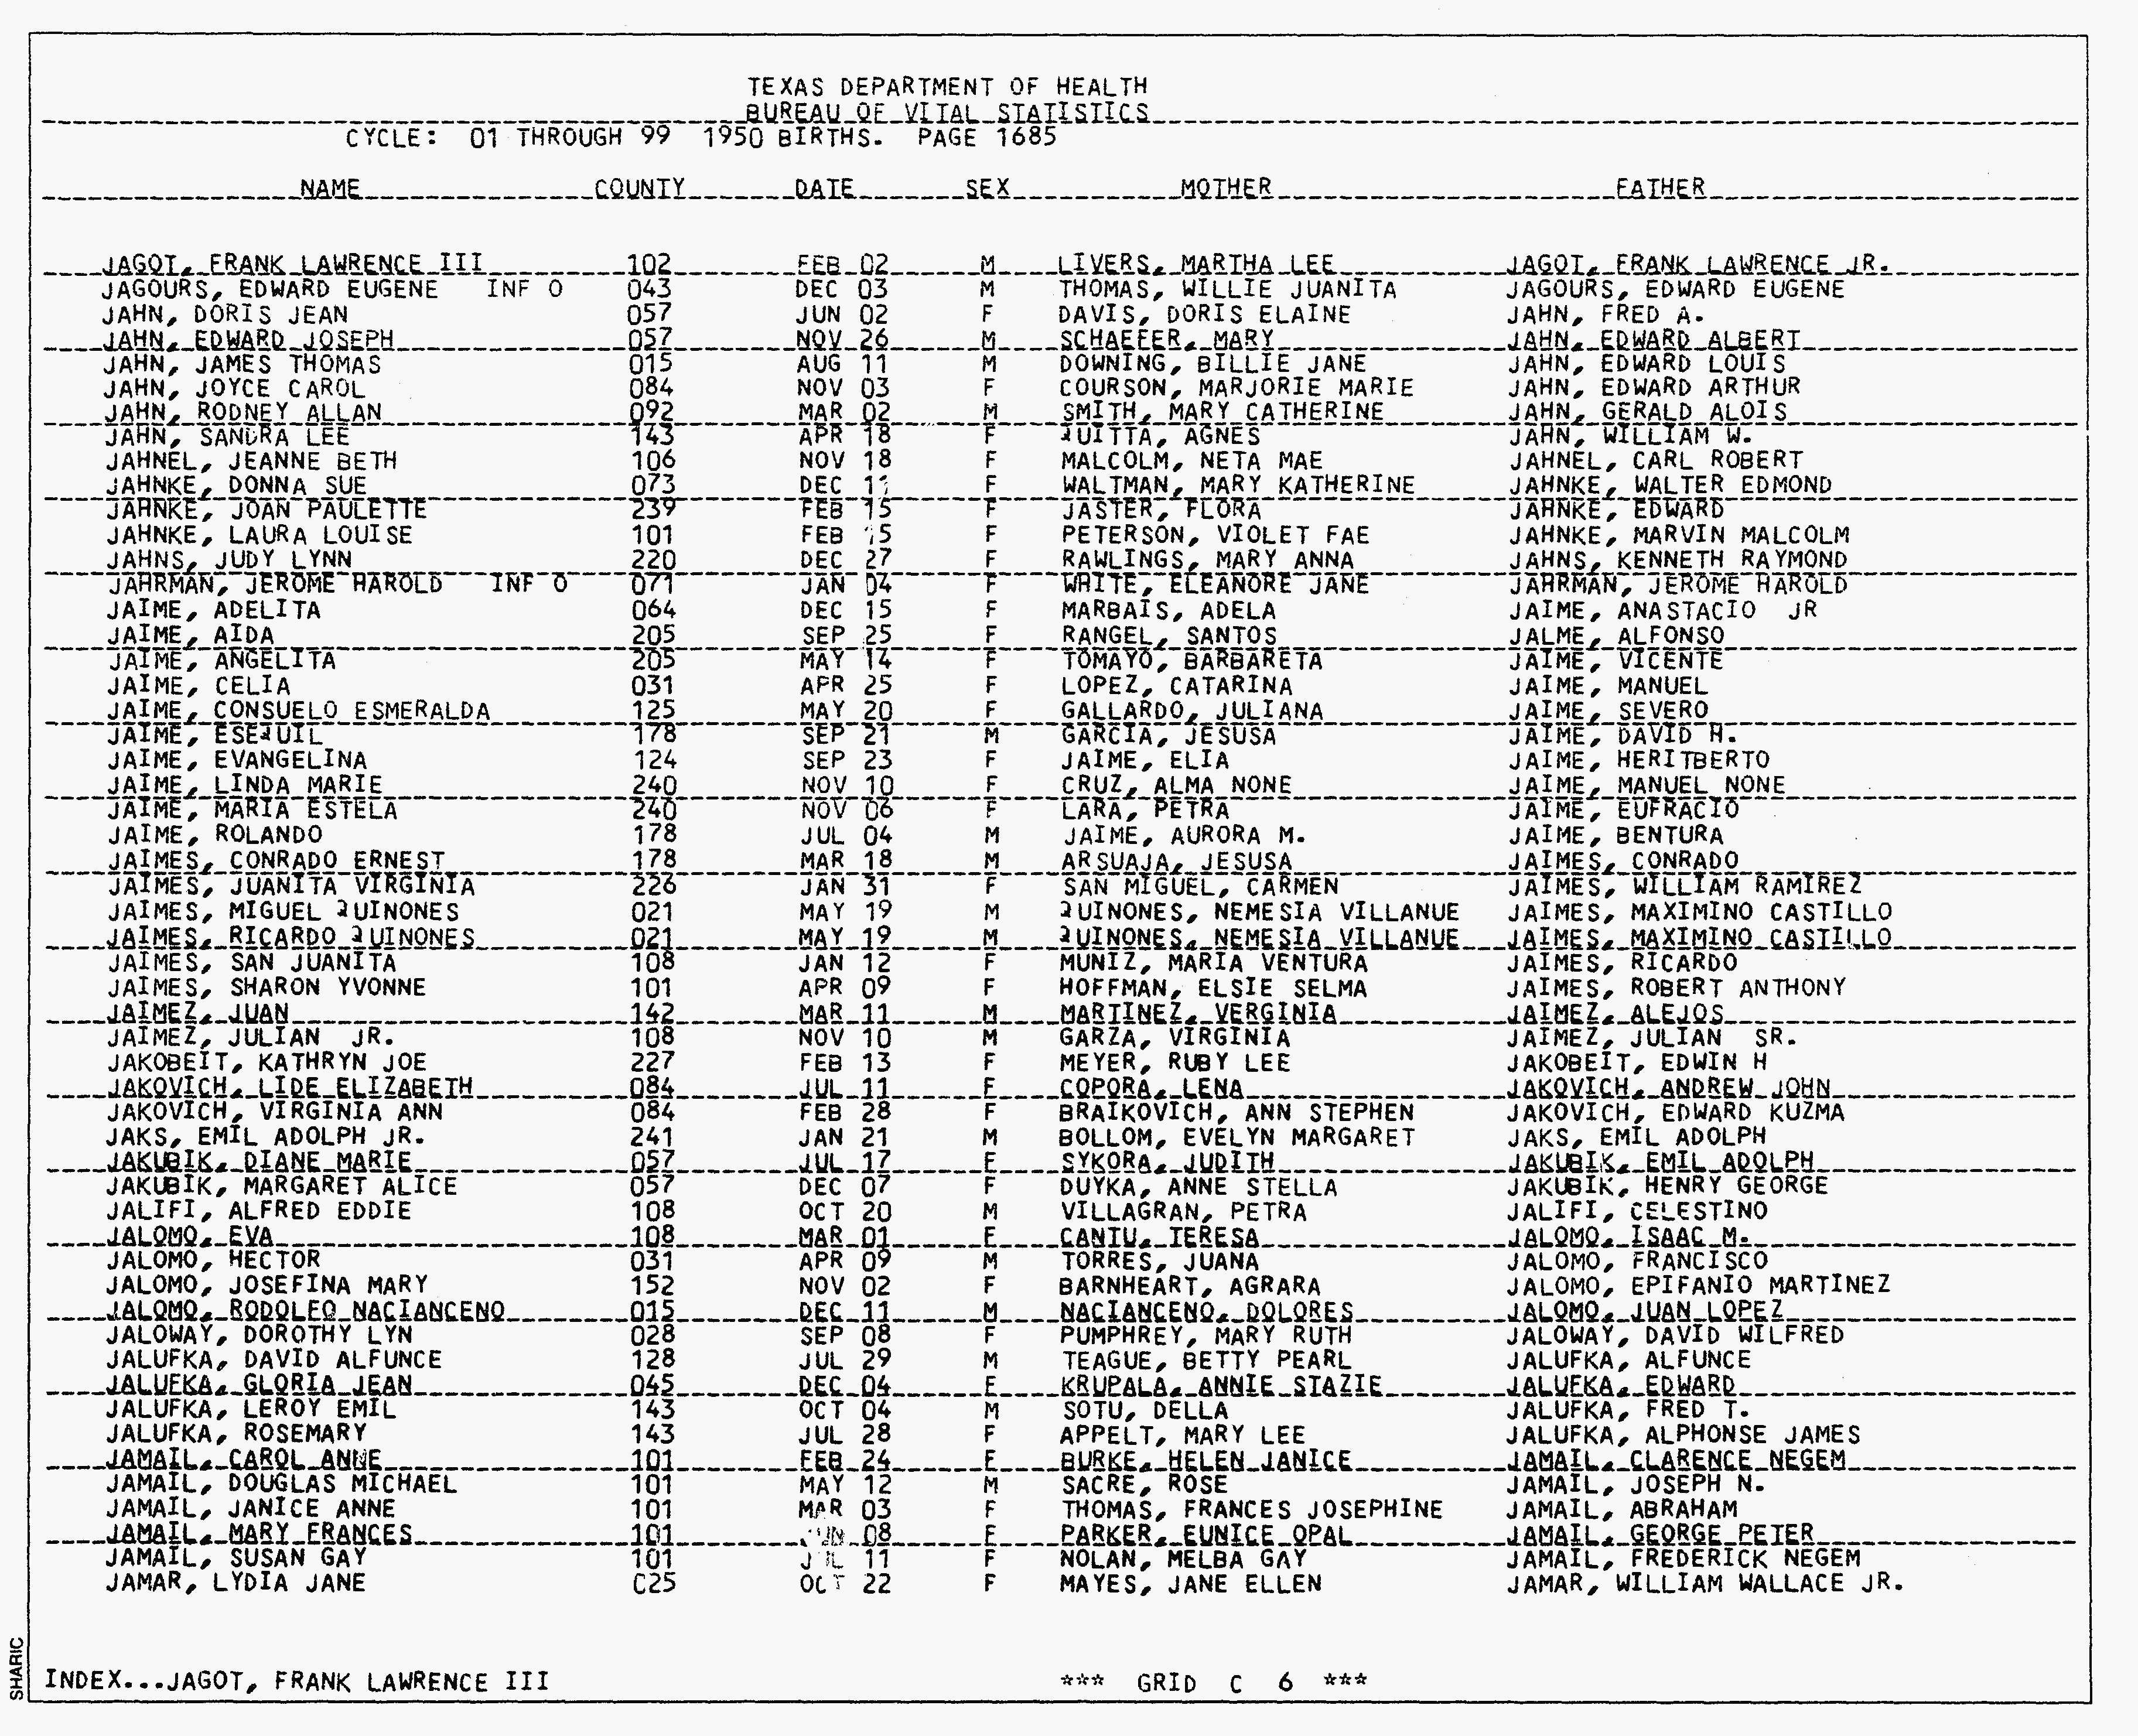 TEXAS DEPARTMENT OF HEALTH
BUREAU OF VITAL STATISTICS
CYCLE: 01 THROUGH 99 1950 BIRTHS. PAGE 1685
NAME COUNTY DATE SEX MOTHER FATHER
JAGOT, FRANK LAWRENCE III 102 FEB 02 M LIVERS, MARTHA LEE JAGOT, FRANK LAWRENCE JR.
JAGOURS, EDWARD EUGENE INF O 043 DEC 03 M THOMAS, WILLIE JUANITA JAGOURS, EDWARD EUGENE
JAHN, DORIS JEAN 057 JUN 02 F DAVIS, DORIS ELAINE JAHN, FRED A.
JAHN, EDWARD JOSEPH 057 NOV 26 M SCHAEFER, MARY JAHN, EDWARD ALBERT
JAHN, JAMES THOMAS 015 AUG 11 M DOWNING, BILLIE JANE JAHN, EDWARD LOUIS
JAHN, JOYCE CAROL 084 NOV 03 F COURSON, MARJORIE MARIE JAHN, EDWARD ARTHUR
JAHN, RODNEY ALLAN 092 MAR 02 M SMITH, MARY CATHERINE JAHN, GERALD ALOIS
JAHN, SANDRA LEE 143 APR 18 F QUITTA, AGNES JAHN, WILLIAM W.
JAHNEL, JEANNE BETH 106 NOV 18 F MALCOLM, NETA MAE JAHNEL, CARL ROBERT
JAHNKE, DONNA SUE 073 DEC F WALTMAN, MARY KATHERINE JAHNKE, WALTER EDMOND
JAHNKE, JOAN PAULETTE 239 FEB 15 F JASTER, FLORA JAHNKE, EDWARD
JAHNKE, LAURA LOUISE 101 FEB 15 F PETERSON, VIOLET FAE JAHNKE, MARVIN MALCOLM
JAHNS, JUDY LYNN 220 DEC 27 F RAWLINGS, MARY ANNA JAHNS, KENNETH RAYMOND
JAHRMAN, JEROME HAROLD INF O 071 JAN 04 F WHITE, ELEANORE JANE JAHRMAN, JEROME HAROLD
JAIME, ADELITA 064 DEC 15 F MARBAIS, ADELA JAIME, ANASTACIO JR
JAIME, AIDA 205 SEP 25 F RANGEL, SANTOS JALME, ALFONSO
JAIME, ANGELITA 205 MAY 14 F TOMAYO, BARBARETA JAIME, VICENTE
JAIME, CELIA 031 APR 25 F LOPEZ, CATARINA JAIME, MANUEL
JAIME, CONSUELO ESMERALDA 125 MAY 20 F GALLARDO, JULIANA JAIME, SEVERO
JAIME, ESEQUIL 178 SEP 21 M GARCIA, JESUSA JAIME, DAVID H.
JAIME, EVANGELINA 124 SEP 23 F JAIME, ELIA JAIME, HERITBERTO
JAIME, LINDA MARIE 240 NOV 10 F CRUZ, ALMA NONE JAIME, MANUEL NONE
JAIME, MARIA ESTELA 240 NOV 06 F LARA, PETRA JAIME, EUFRACIO
JAIME, ROLANDO 178 JUL 04 M JAIME, AURORA M. JAIME, BENTURA
JAIMES, CONRADO ERNEST 178 MAR 18 M ARSUAJA, JESUSA JAIMES, CONRADO
JAIMES, JUANITA VIRGINIA 226 JAN 31 F SAN MIGUEL, CARMEN JAIMES, WILLIAM RAMIREZ
JAIMES, MIGUEL QUINONES 021 MAY 19 M QUINONES, NEMESIA VILLANUE JAIMES, MAXIMINO CASTILLO
JAIMES, RICARDO QUINONES 021 MAY 19 M QUINONES, NEMESIA VILLANUE JAIMES, MAXIMINO CASTILLO
JAIMES, SAN JUANITA 108 JAN 12 F MUNIZ, MARIA VENTURA JAIMES, RICARDO
JAIMES, SHARON YVONNE 101 APR 09 F HOFFMAN, ELSIE SELMA JAIMES, ROBERT ANTHONY
JAIMEZ, JUAN 142 MAR 11 M MARTINEZ, VERGINIA JAIMEZ, ALEJOS
JAIMEZ, JULIAN JR. 108 NOV 10 M GARZA, VIRGINIA JAIMEZ, JULIAN SR.
JAKOBEIT, KATHRYN JOE 227 FEB 13 F MEYER, RUBY LEE JAKOBEIT, EDWIN H
JAKOVICH, LIDE ELIZABETH 084 JUL 11 F COPORA, LENA JAKOVICH, ANDREW JOHN
JAKOVICH, VIRGINIA ANN 084 FEB 28 F BRAIKOVICH, ANN STEPHEN JAKOVICH, EDWARD KUZMA
JAKS, EMIL ADOLPH JR. 241 JAN 21 M BOLLOM, EVELYN MARGARET JAKS, EMIL ADOLPH
JAKUBIK, DIANE MARIE 057 JUL 17 F SYKORA, JUDITH JAKUBIK, EMIL ADOLPH
JAKUBIK, MARGARET ALICE 057 DEC 07 F DUYKA, ANNE STELLA JAKUBIK, HENRY GEORGE
JALIFI, ALFRED EDDIE 108 OCT 20 M VILLAGRAN, PETRA JALIFI, CELESTINO
JALOMO, EVA 108 MAR 01 F CANTU, TERESA JALOMO, ISAAC M.
JALOMO, HECTOR 031 APR 09 M TORRES, JUANA JALOMO, FRANCISCO
JALOMO, JOSEFINA MARY 152 NOV 02 F BARNHEART, AGRARA JALOMO, EPIFANIO MARTINEZ
JALOMO, RODOLFO NACIANCENO 015 DEC 11 M NACIANCENO, DOLORES JALOMO, JUAN LOPEZ
JALOWAY, DOROTHY LYN 028 SEP 08 F PUMPHREY, MARY RUTH JALOWAY, DAVID WILFRED
JALUFKA, DAVID ALFUNCE 128 JUL 29 M TEAGUE, BETTY PEARL JALUFKA, ALFUNCE
JALUFKA, GLORIA JEAN 045 DEC 04 F KRUPALA, ANNIE STAZIE JALUFKA, EDWARD
JALUFKA, LEROY EMIL 143 OCT 04 M SOTU, DELLA JALUFKA, FRED T.
JALUFKA, ROSEMARY 143 JUL 28 F APPELT, MARY LEE JALUFKA, ALPHONSE JAMES
JAMAIL, CAROL ANNE 101 FEB 24 F BURKE, HELEN JANICE JAMAIL, CLARENCE NEGEM
JAMAIL, DOUGLAS MICHAEL 101 MAY 12 M SACRE, ROSE JAMAIL, JOSEPH N.
JAMAIL, JANICE ANNE 101 MAR 03 F THOMAS, FRANCES JOSEPHINE JAMAIL, ABRAHAM
JAMAIL, MARY FRANCES 101 JUN 08 F PARKER, EUNICE OPAL JAMAIL, GEORGE PETER
JAMAIL, SUSAN GAY 101 JUL 11 F NOLAN, MELBA GAY JAMAIL, FREDERICK NEGEM
JAMAR, LYDIA JANE C25 OCT 22 F MAYES, JANE ELLEN JAMAR, WILLIAM WALLACE JR.
SHARIC
INDEX...JAGOT, FRANK LAWRENCE III *** GRID C 6 ***